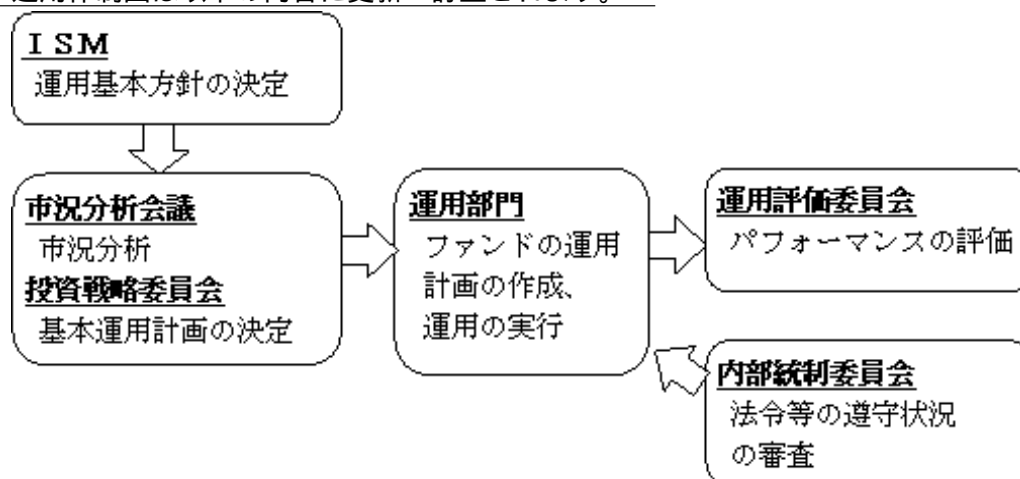 運用体制図は以下の内容に更新・訂正されます。
ＩＳＭ
運用基本方針の決定
市況分析会議
市況分析
投資戦略委員会
基本運用計画の決定
運用部門
ファンドの運用
計画の作成、
運用の実行
運用評価委員会
パフォーマンスの評価
内部統制委員会
法令等の遵守状況
の審査